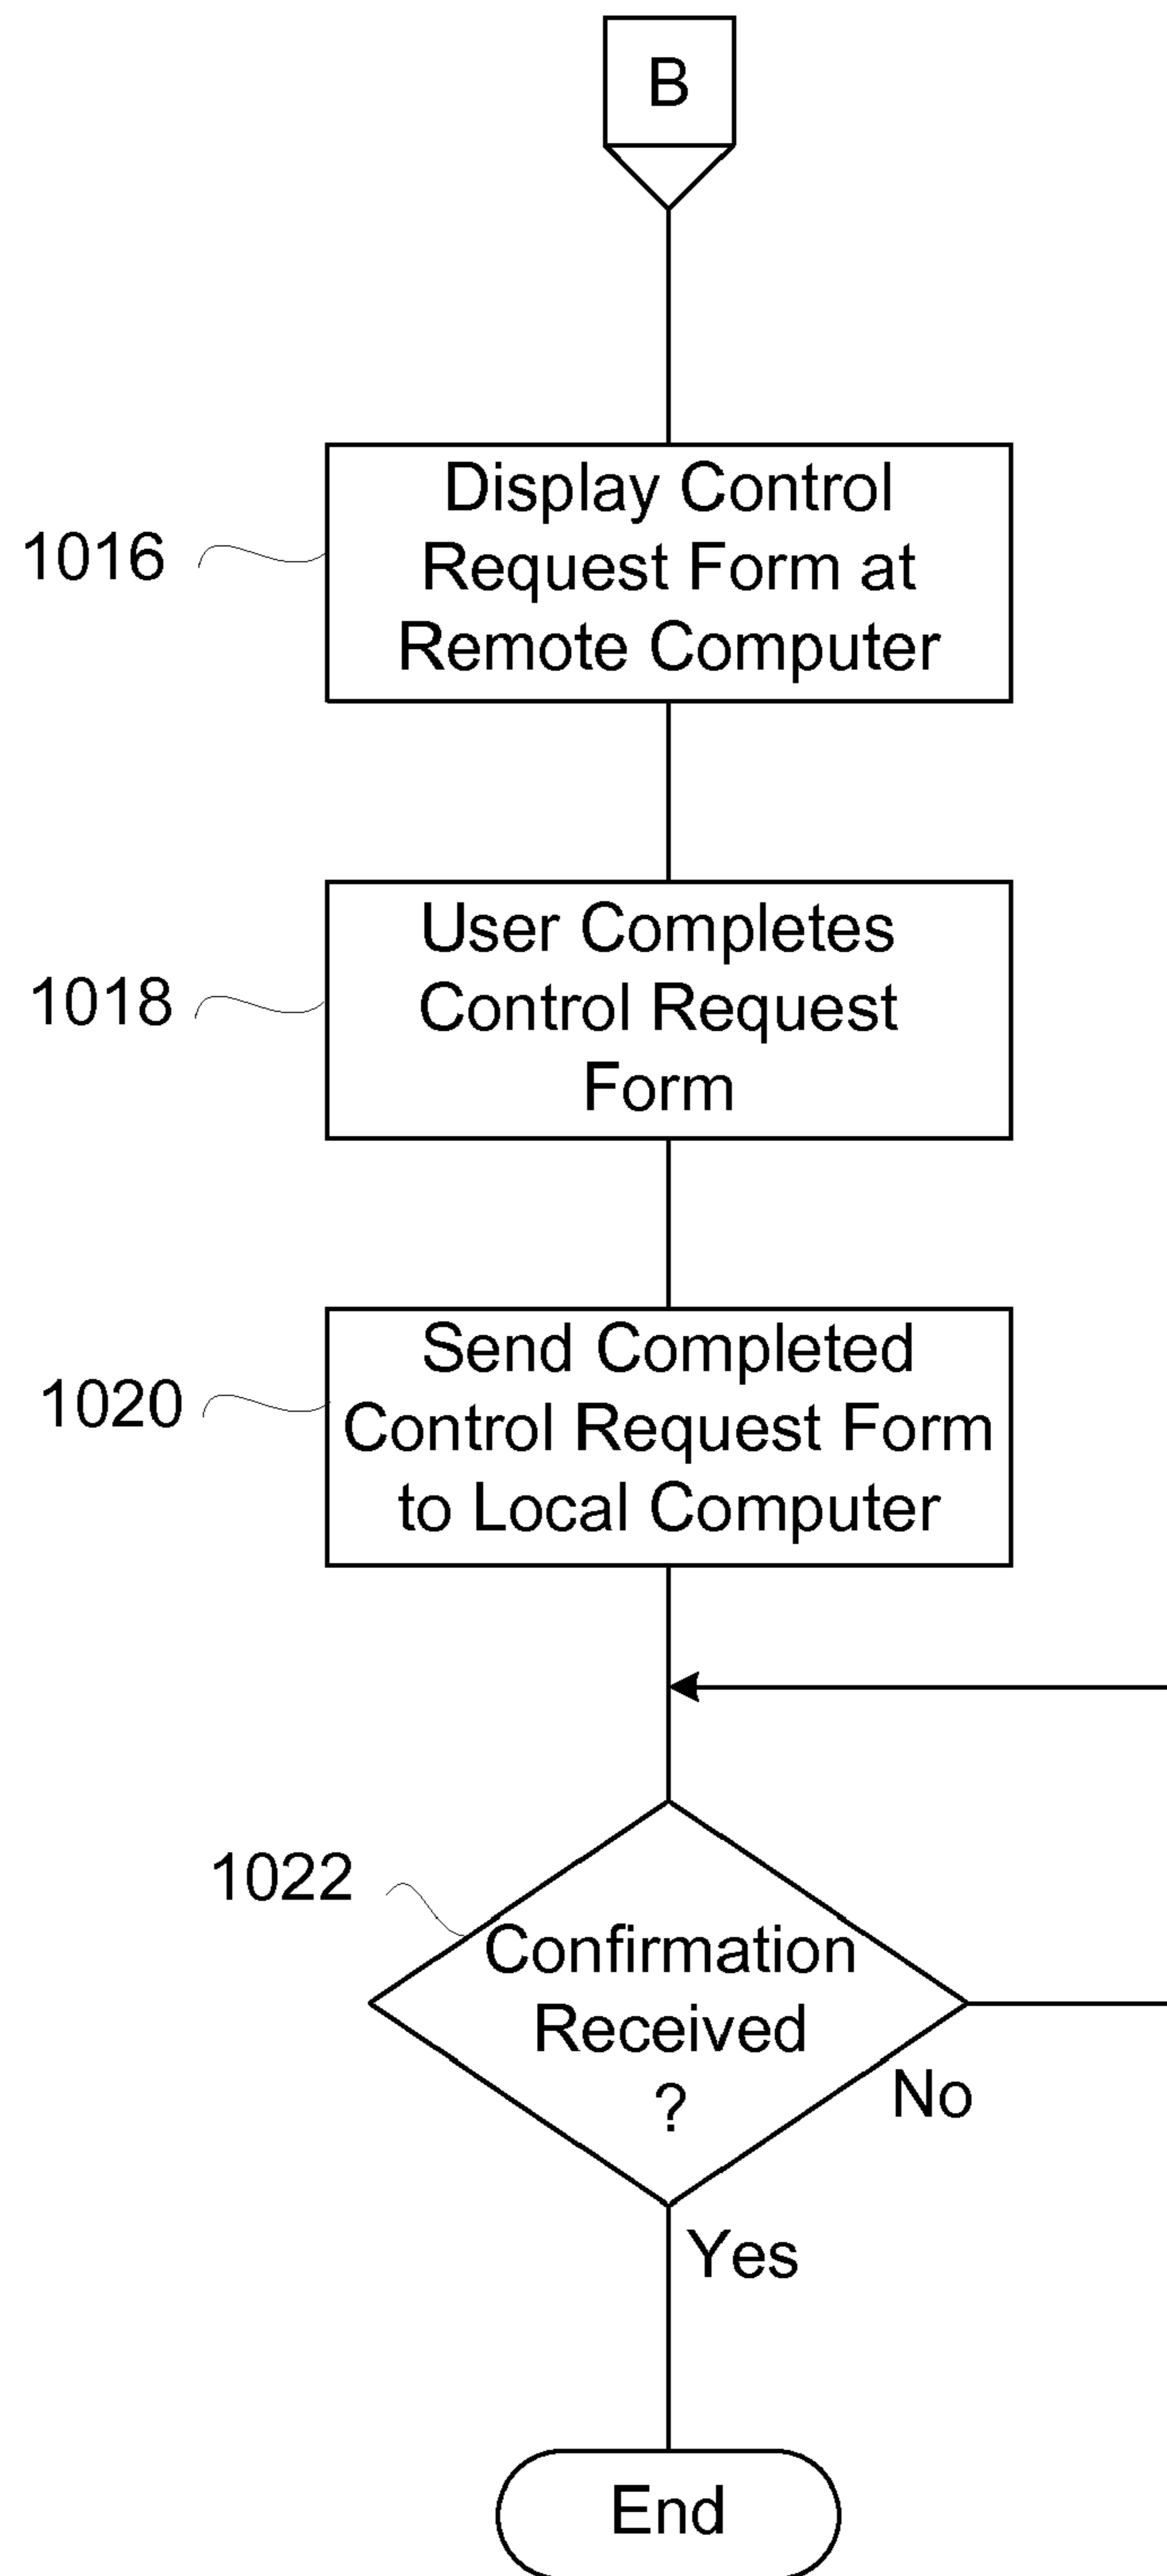 B
1016
Display Control
Request Form at
Remote Computer
1018
User Completes
Control Request
Form
1020
Send Completed
Control Request Form
to Local Computer
1022
Confirmation
Received
?
No
Yes
End